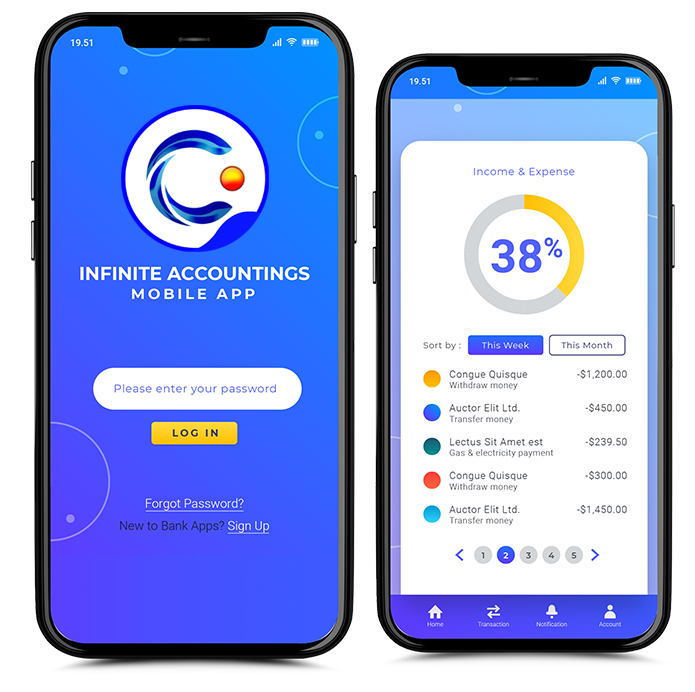 19.51
INFINITE ACCOUNTINGS
MOBILE APP
Please enter your password
LOG IN
Forgot Password?
New to Bank Apps? Sign Up
19.51
Income & Expense
38%
Sort by : This Week This Month
Congue Quisque -$1,200.00
Withdraw money
Auctor Elit Ltd. -$450.00
Transfer money
Lectus Sit Amet est -$239.50
Gas & electricity payment
Congue Quisque -$300.00
Withdraw money
Auctor Elit Ltd. -$1,450.00
Transfer money
1 2 3 4 5
Home Transaction Notification Account